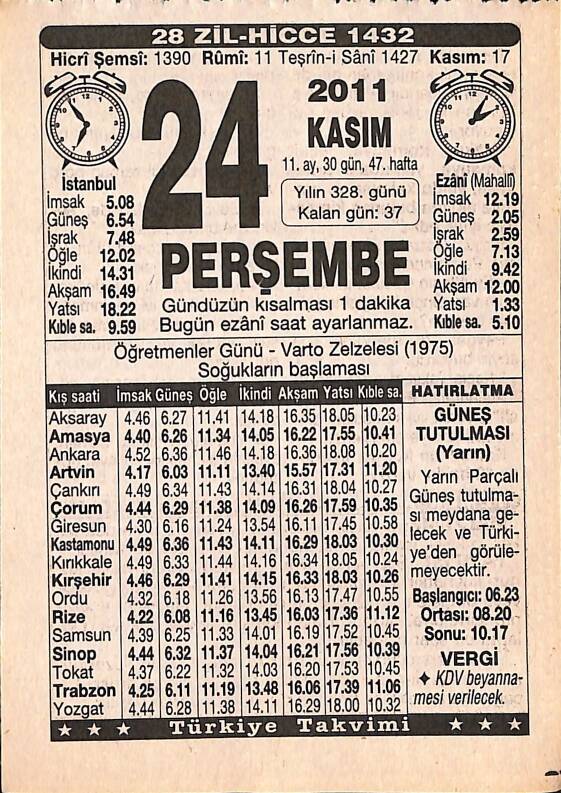 28 ZİL-HİCCE 1432
Hicrî Şemsî: 1390 Rûmî: 11 Teşrîn-i Sânî 1427 Kasım: 17
24
2011
KASIM
11. ay, 30 gün, 47. hafta
Yılın 328. günü
Kalan gün: 37
PERŞEMBE
Gündüzün kısalması 1 dakika
Bugün ezânî saat ayarlanmaz.
İstanbul
İmsak 5.08
Güneş 6.54
İşrak 7.48
Öğle 12.02
İkindi 14.31
Akşam 16.49
Yatsı 18.22
Kıble sa. 9.59
Ezânî (Mahallî)
İmsak 12.19
Güneş 2.05
İşrak 2.59
Öğle 7.13
İkindi 9.42
Akşam 12.00
Yatsı 1.33
Kıble sa. 5.10
Öğretmenler Günü - Varto Zelzelesi (1975)
Soğukların başlaması
Kış saati İmsak Güneş Öğle İkindi Akşam Yatsı Kıble sa.
Aksaray 4.46 6.27 11.41 14.18 16.35 18.05 10.23
Amasya 4.40 6.26 11.34 14.05 16.22 17.55 10.41
Ankara 4.52 6.36 11.46 14.18 16.36 18.08 10.20
Artvin 4.17 6.03 11.11 13.40 15.57 17.31 11.20
Çankırı 4.49 6.34 11.43 14.14 16.31 18.04 10.27
Çorum 4.44 6.29 11.38 14.09 16.26 17.59 10.35
Giresun 4.30 6.16 11.24 13.54 16.11 17.45 10.58
Kastamonu 4.49 6.36 11.43 14.11 16.29 18.03 10.30
Kırıkkale 4.49 6.33 11.44 14.16 16.34 18.05 10.24
Kırşehir 4.46 6.29 11.41 14.15 16.33 18.03 10.26
Ordu 4.32 6.18 11.26 13.56 16.13 17.47 10.55
Rize 4.22 6.08 11.16 13.45 16.03 17.36 11.12
Samsun 4.39 6.25 11.33 14.01 16.19 17.52 10.45
Sinop 4.44 6.32 11.37 14.04 16.21 17.56 10.39
Tokat 4.37 6.22 11.32 14.03 16.20 17.53 10.45
Trabzon 4.25 6.11 11.19 13.48 16.06 17.39 11.06
Yozgat 4.44 6.28 11.38 14.11 16.29 18.00 10.32
HATIRLATMA
GÜNEŞ
TUTULMASI
(Yarın)
Yarın Parçalı
Güneş tutulma-
sı meydana ge-
lecek ve Türki-
ye'den görüle-
meyecektir.
Başlangıcı: 06.23
Ortası: 08.20
Sonu: 10.17
VERGİ
✦ KDV beyanna-
mesi verilecek.
★ ★ ★ Türkiye Takvimi ★ ★ ★